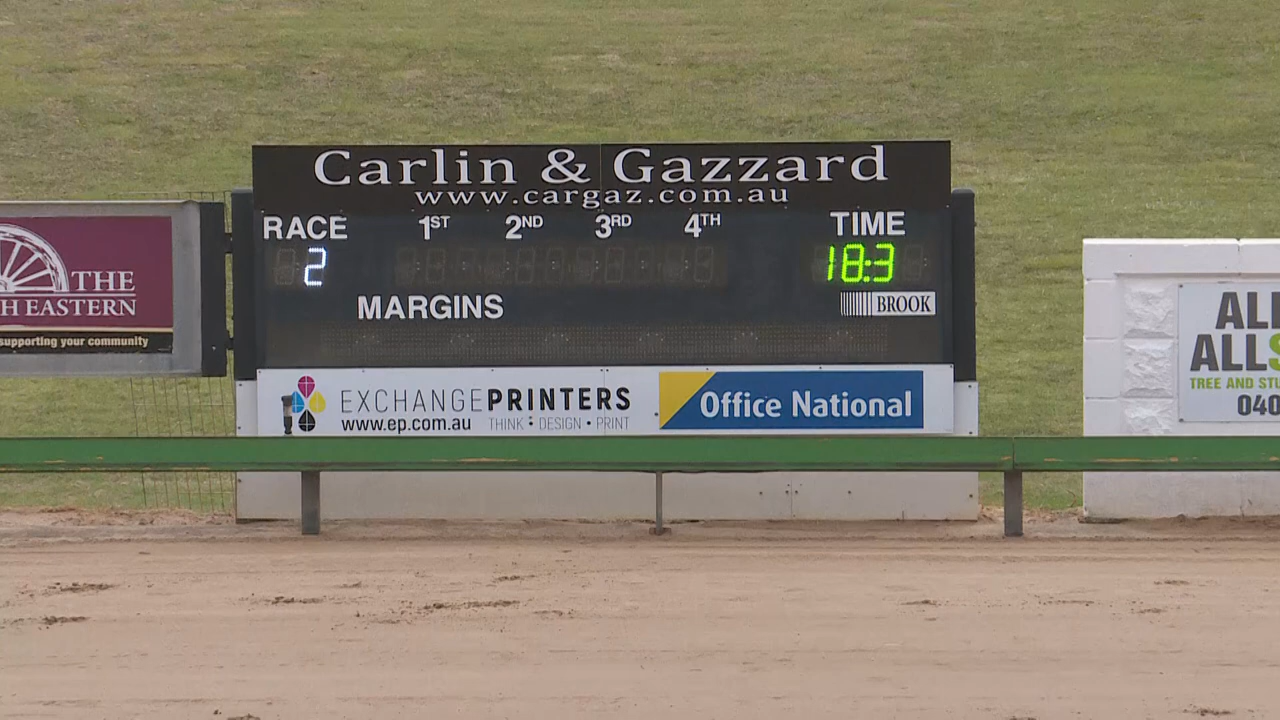 Carlin & Gazzard
www.cargaz.com.au
RACE 1ST 2ND 3RD 4TH TIME
2 18:3
MARGINS BROOK
THE
H EASTERN
supporting your community
EXCHANGEPRINTERS
www.ep.com.au THINK : DESIGN • PRINT
Office National
ALL
ALLS
TREE AND STU
040